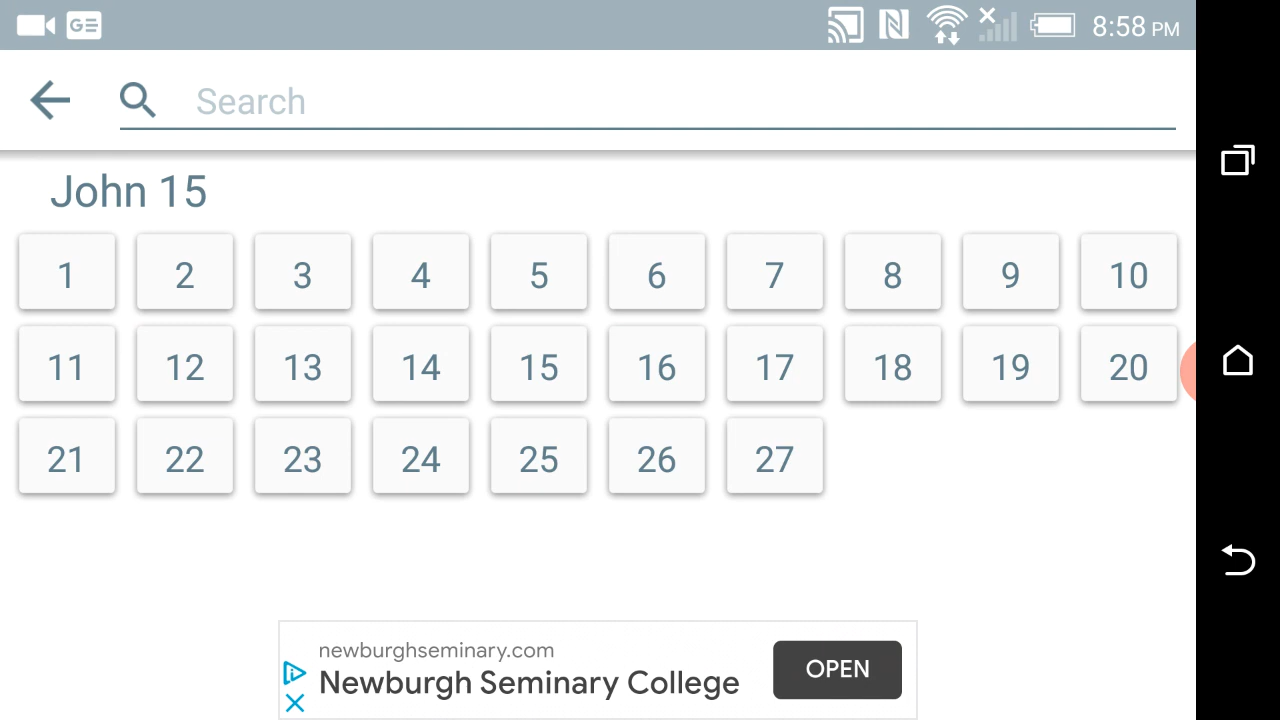 8:58 PM
Search
John 15
1 2 3 4 5 6 7 8 9 10
11 12 13 14 15 16 17 18 19 20
21 22 23 24 25 26 27
newburghseminary.com
Newburgh Seminary College
OPEN